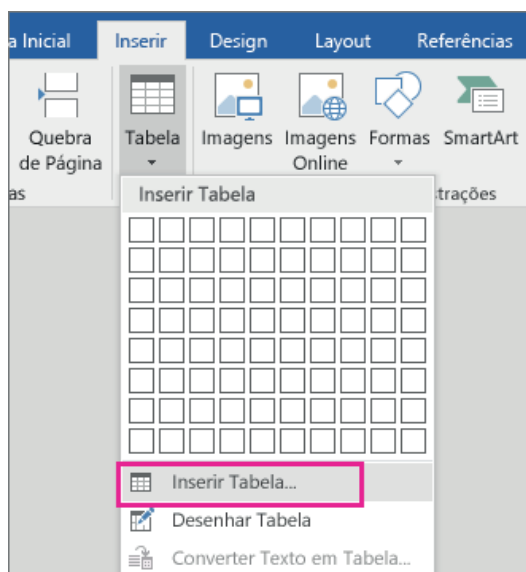 a Inicial
Inserir
Design
Layout
Referências
Quebra
de Página
Tabela
Imagens
Imagens
Online
Formas
SmartArt
as
trações
Inserir Tabela
Inserir Tabela...
Desenhar Tabela
Converter Texto em Tabela...